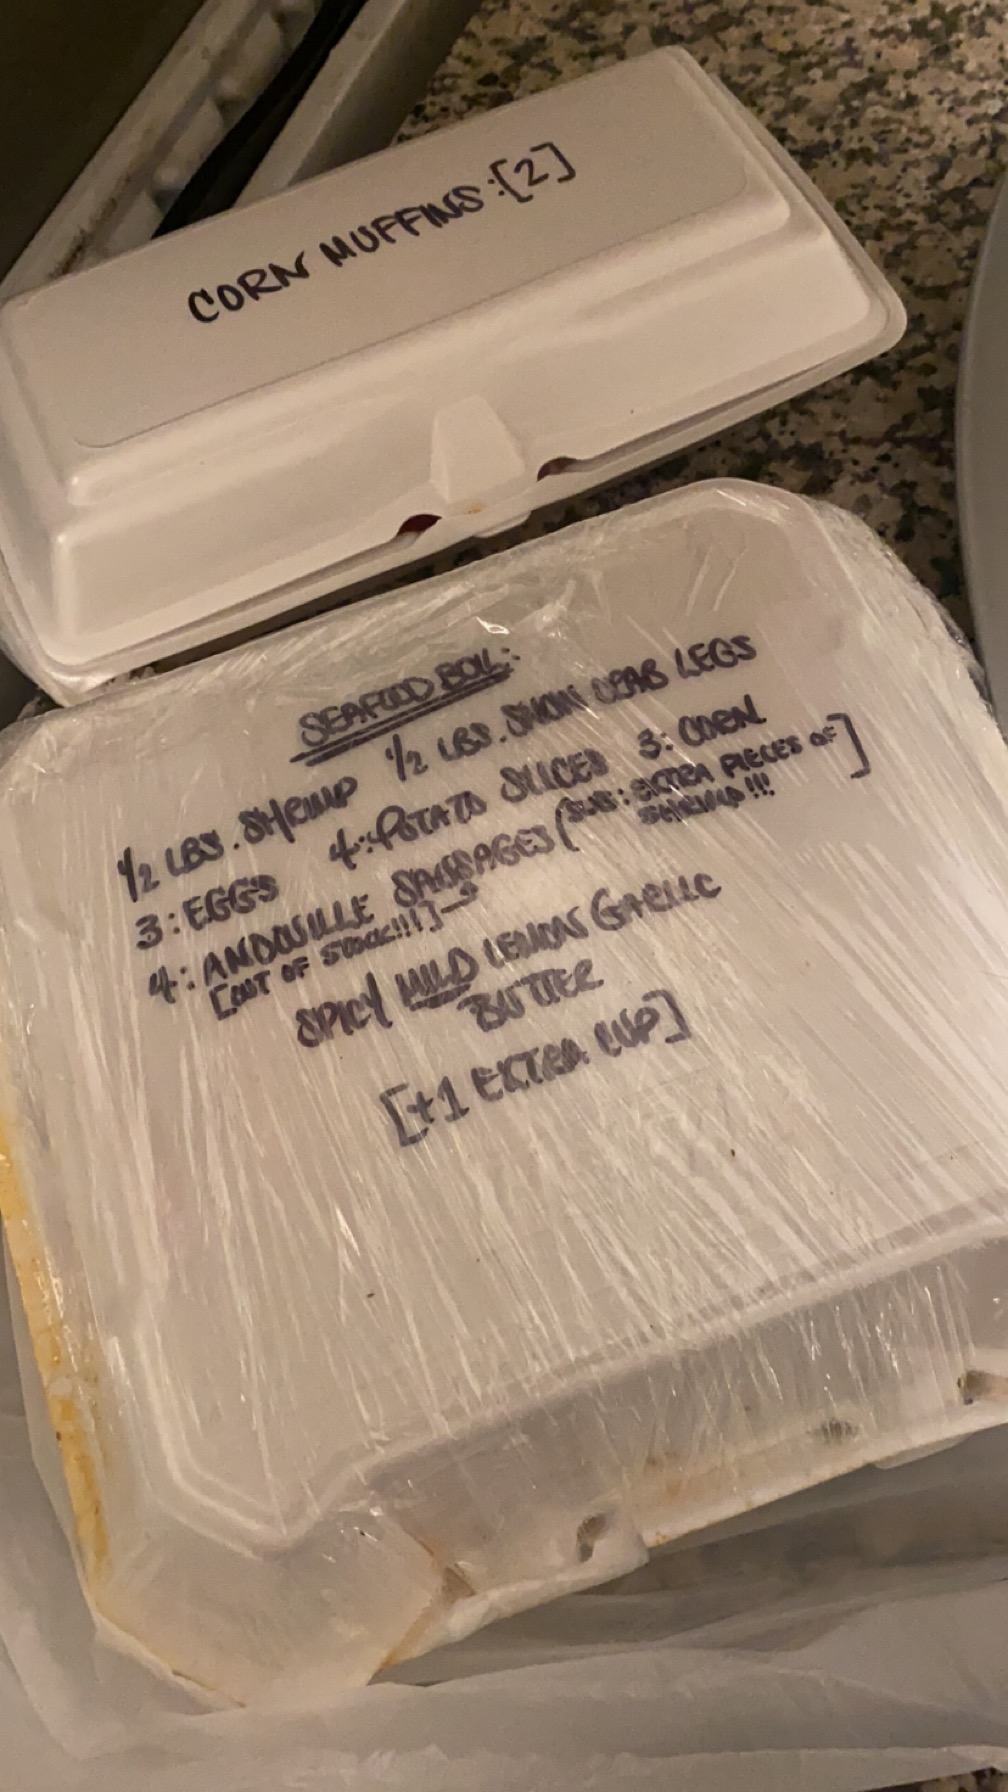 CORN MUFFINS:[2]
SEAFOOD BOIL:
1/2 LBS. SHRIMP 1/2 LBS. SNOW CRAB LEGS
3: EGGS 4: POTATO SLICES 3: CORN
4: ANDOUILLE SAUSAGES (SUB: EXTRA PIECES OF
SHRIMP!!!]
[OUT OF STOCK!!!]→
SPICY MILD LEMON GARLIC
BUTTER
[+1 EXTRA CUP]